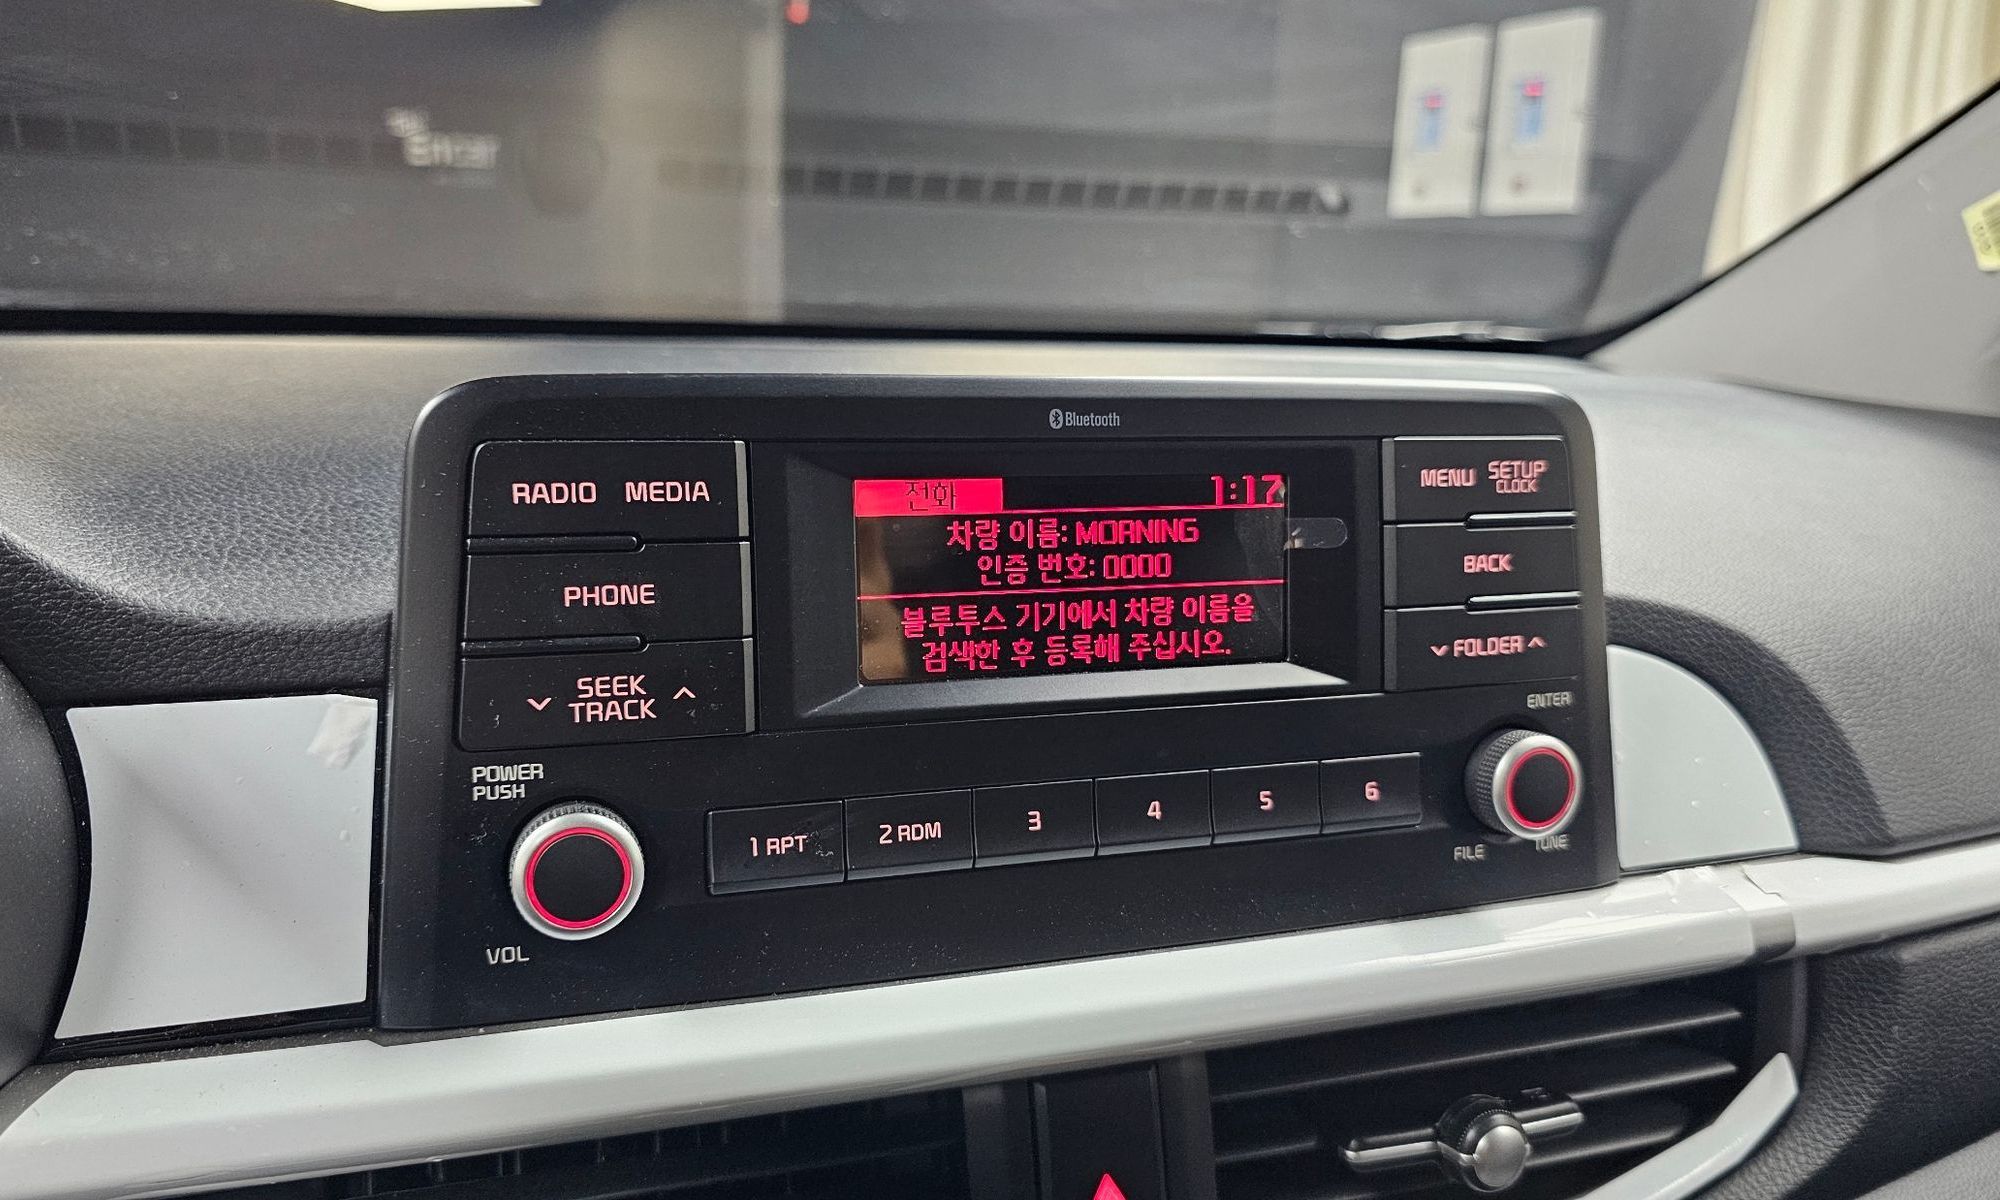 Encar
Bluetooth
RADIO MEDIA
PHONE
SEEK
TRACK
POWER
PUSH
VOL
전화 1:17
차량 이름: MORNING
인증 번호: 0000
블루투스 기기에서 차량 이름을
검색한 후 등록해 주십시오.
MENU SETUP
CLOCK
BACK
FOLDER
ENTER
FILE TUNE
1 RPT 2 RDM 3 4 5 6